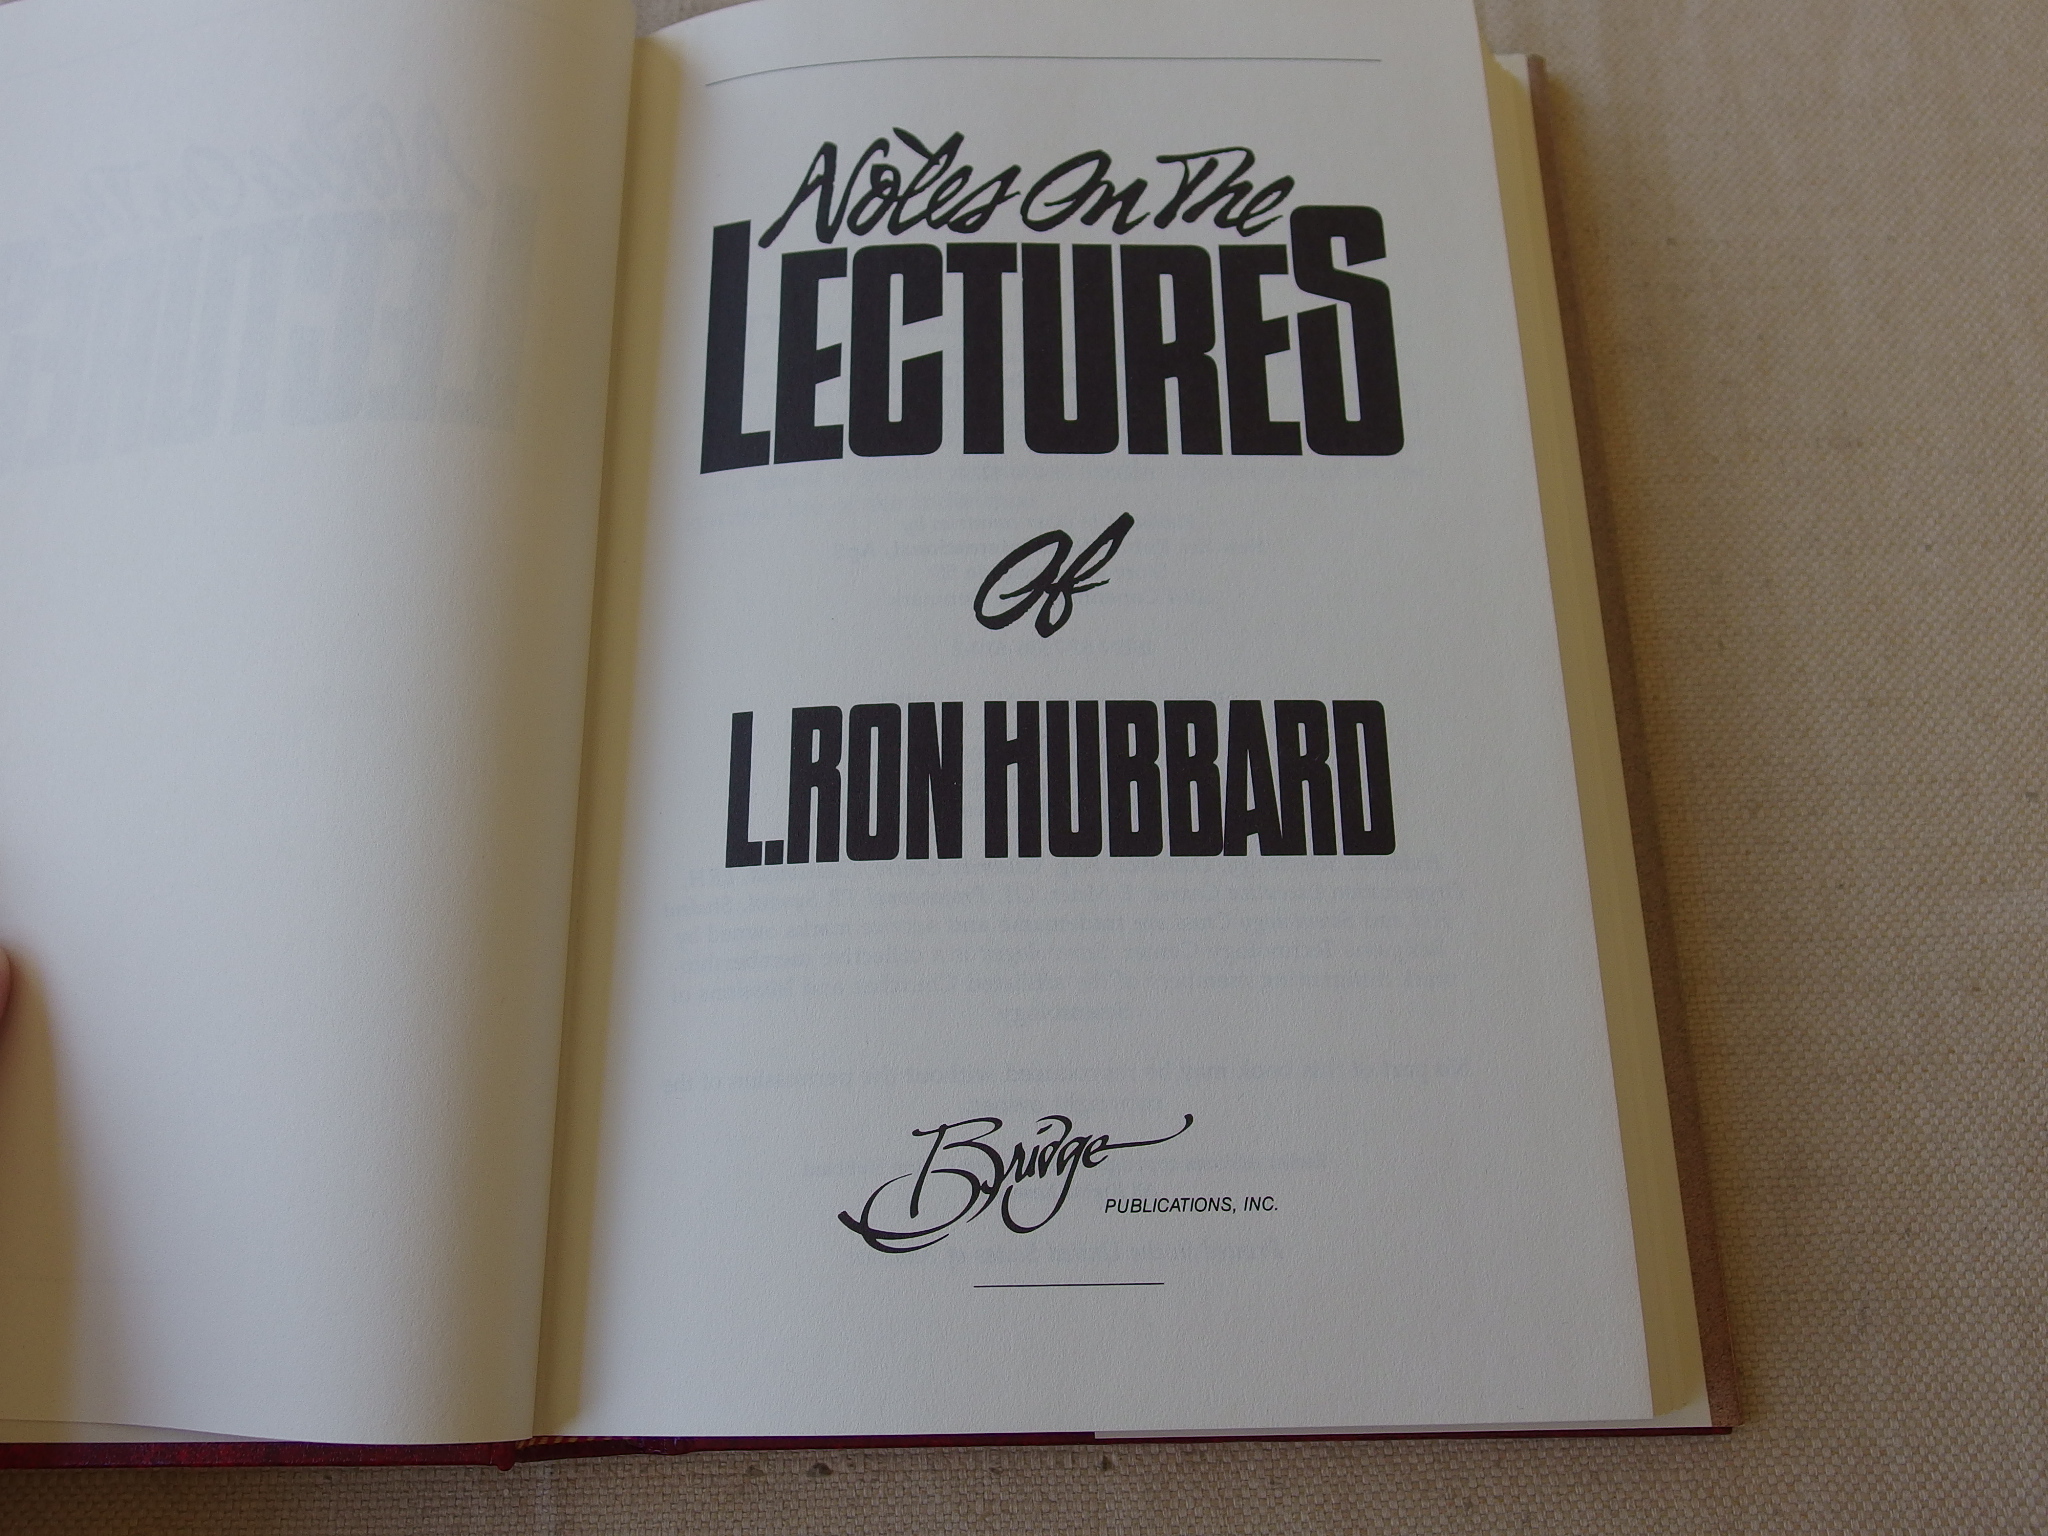 Notes On The
LECTURES
Of
L. RON HUBBARD
Bridge
PUBLICATIONS, INC.